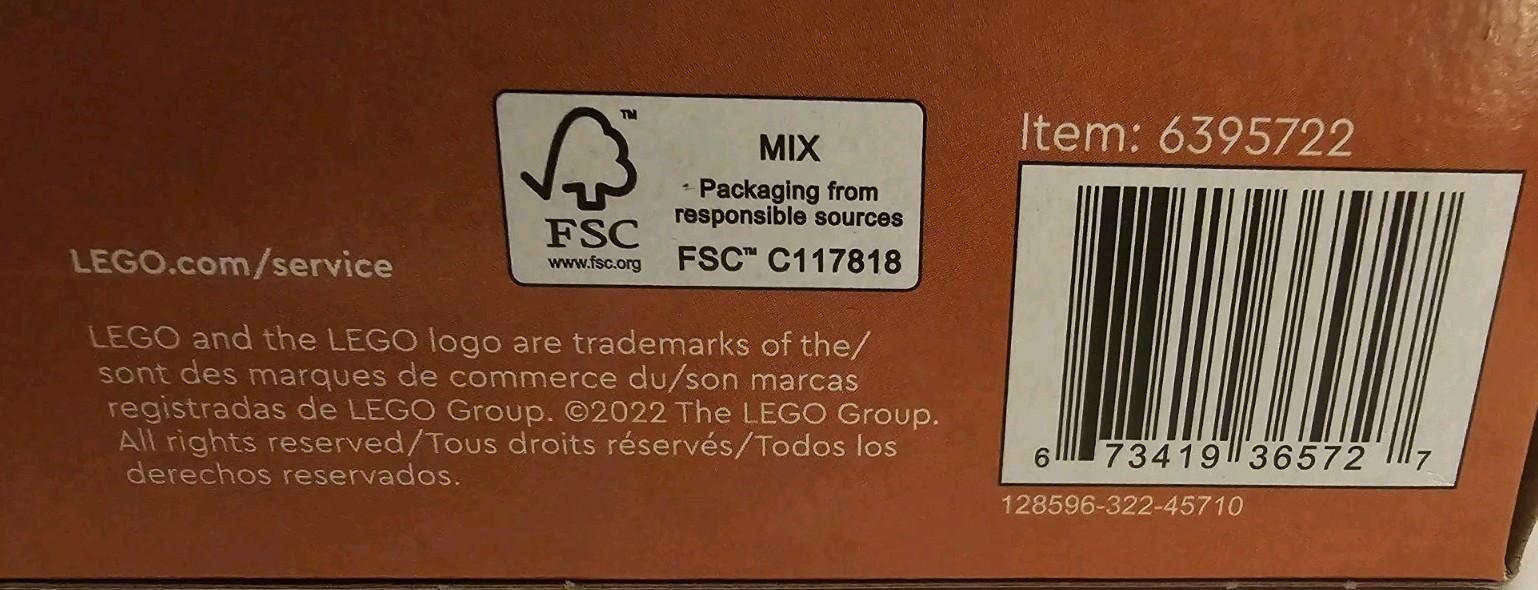 TM
MIX
Packaging from
responsible sources
FSC
www.fsc.org
FSC™ C117818
Item: 6395722
6 73419 36572 7
128596-322-45710
LEGO.com/service
LEGO and the LEGO logo are trademarks of the/
sont des marques de commerce du/son marcas
registradas de LEGO Group. ©2022 The LEGO Group.
All rights reserved/Tous droits réservés/Todos los
derechos reservados.